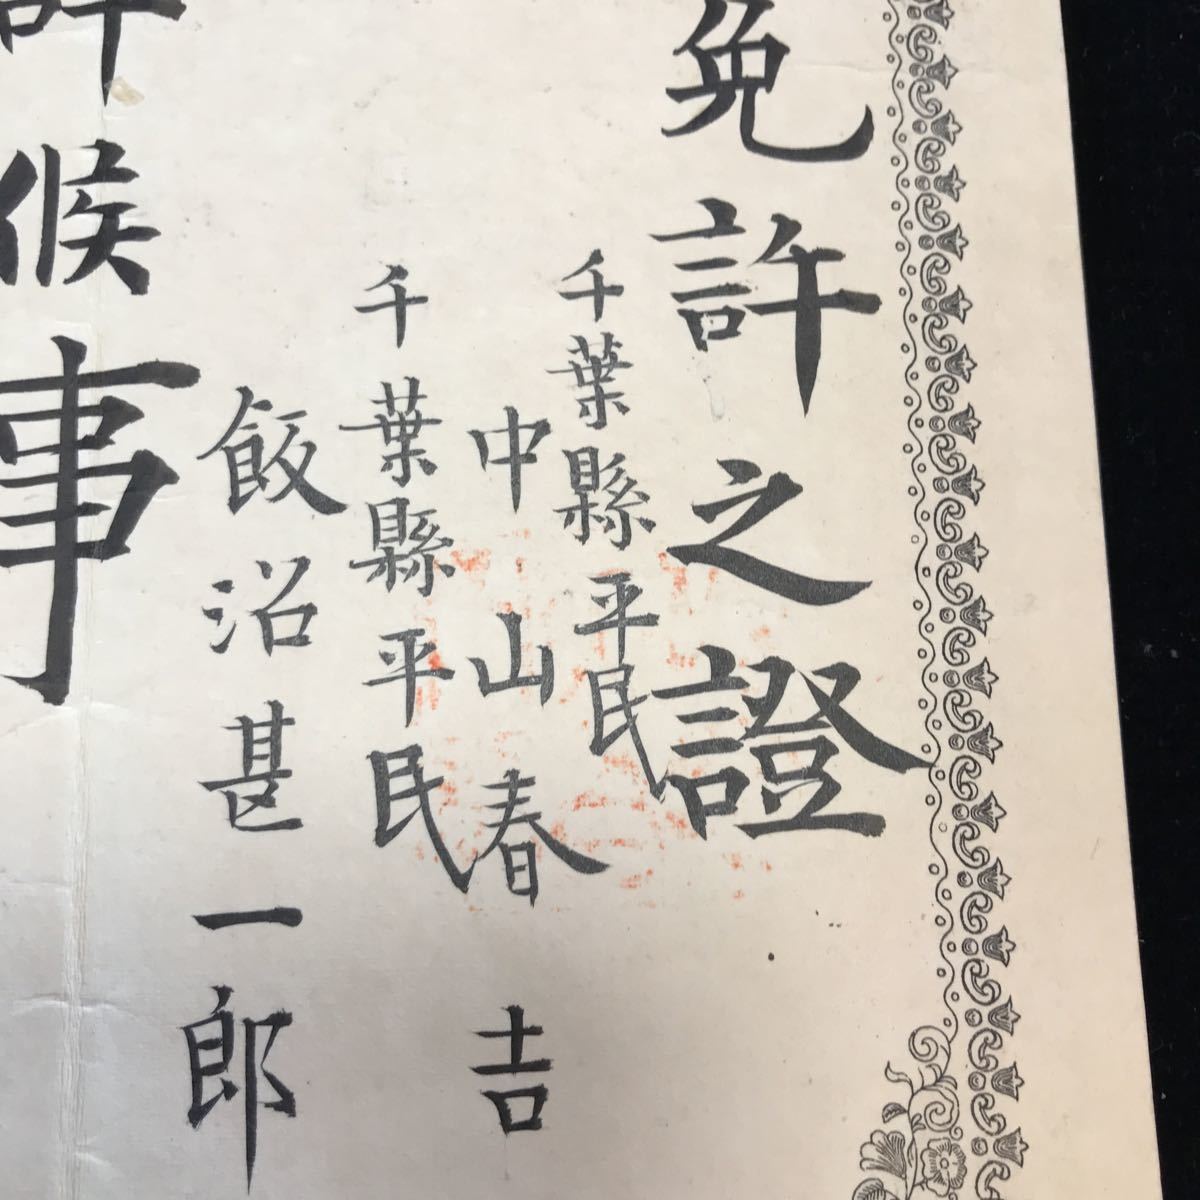 免許之證
千葉縣平民
中山春吉
千葉縣平民
飯沼甚一郎
許候事